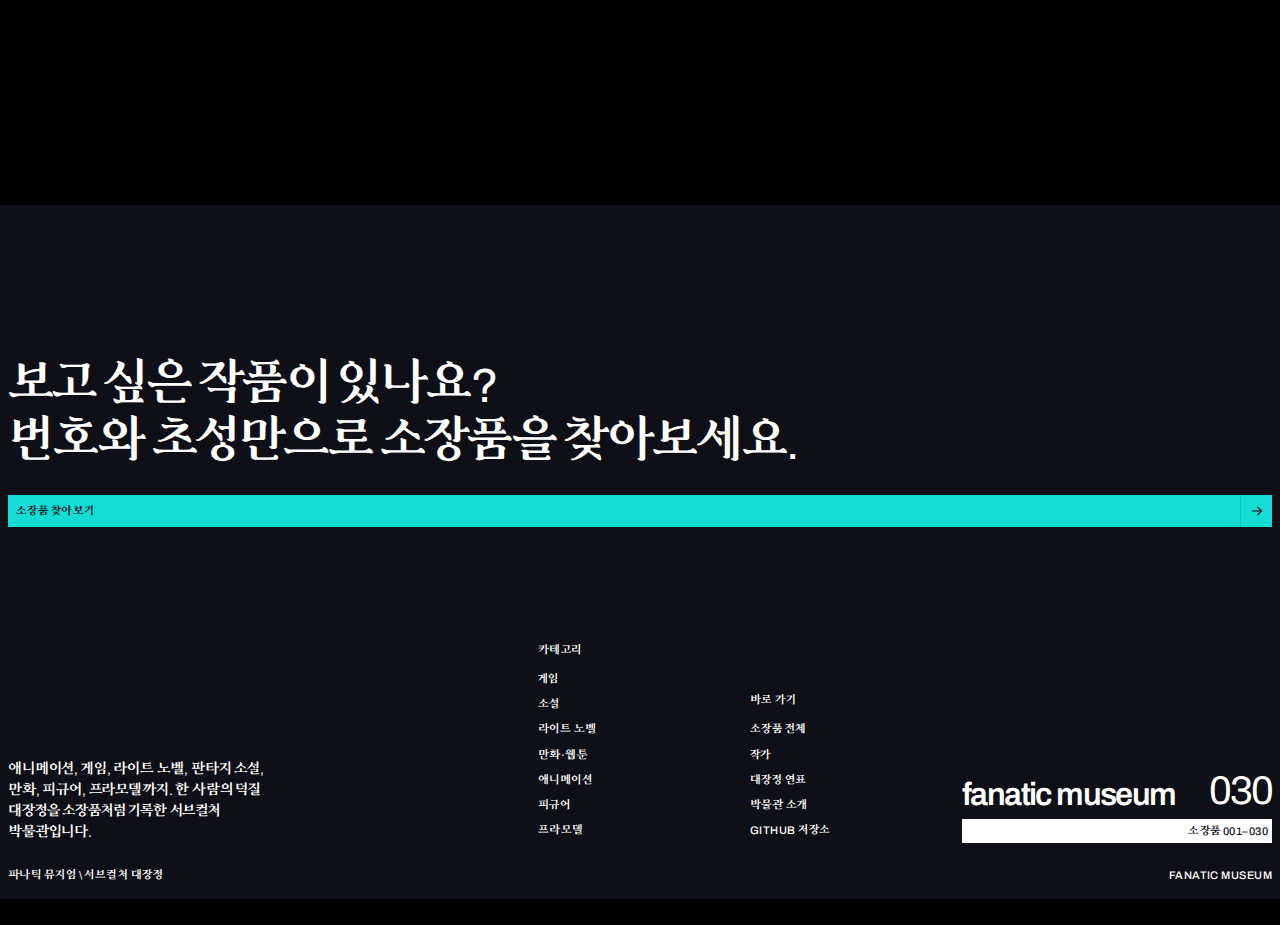 보고 싶은 작품이 있나요?
번호와 초성만으로 소장품을 찾아보세요.
소장품 찾아보기
→
애니메이션, 게임, 라이트 노벨, 판타지 소설,
만화, 피규어, 프라모델까지. 한 사람의 덕질
대장정을 소장품처럼 기록한 서브컬처
박물관입니다.
카테고리
게임
소설
라이트 노벨
만화·웹툰
애니메이션
피규어
프라모델
바로 가기
소장품 전체
작가
대장정 연표
박물관 소개
GITHUB 저장소
fanatic museum
030
소장품 001–030
파나틱 뮤지엄 \ 서브컬처 대장정
FANATIC MUSEUM